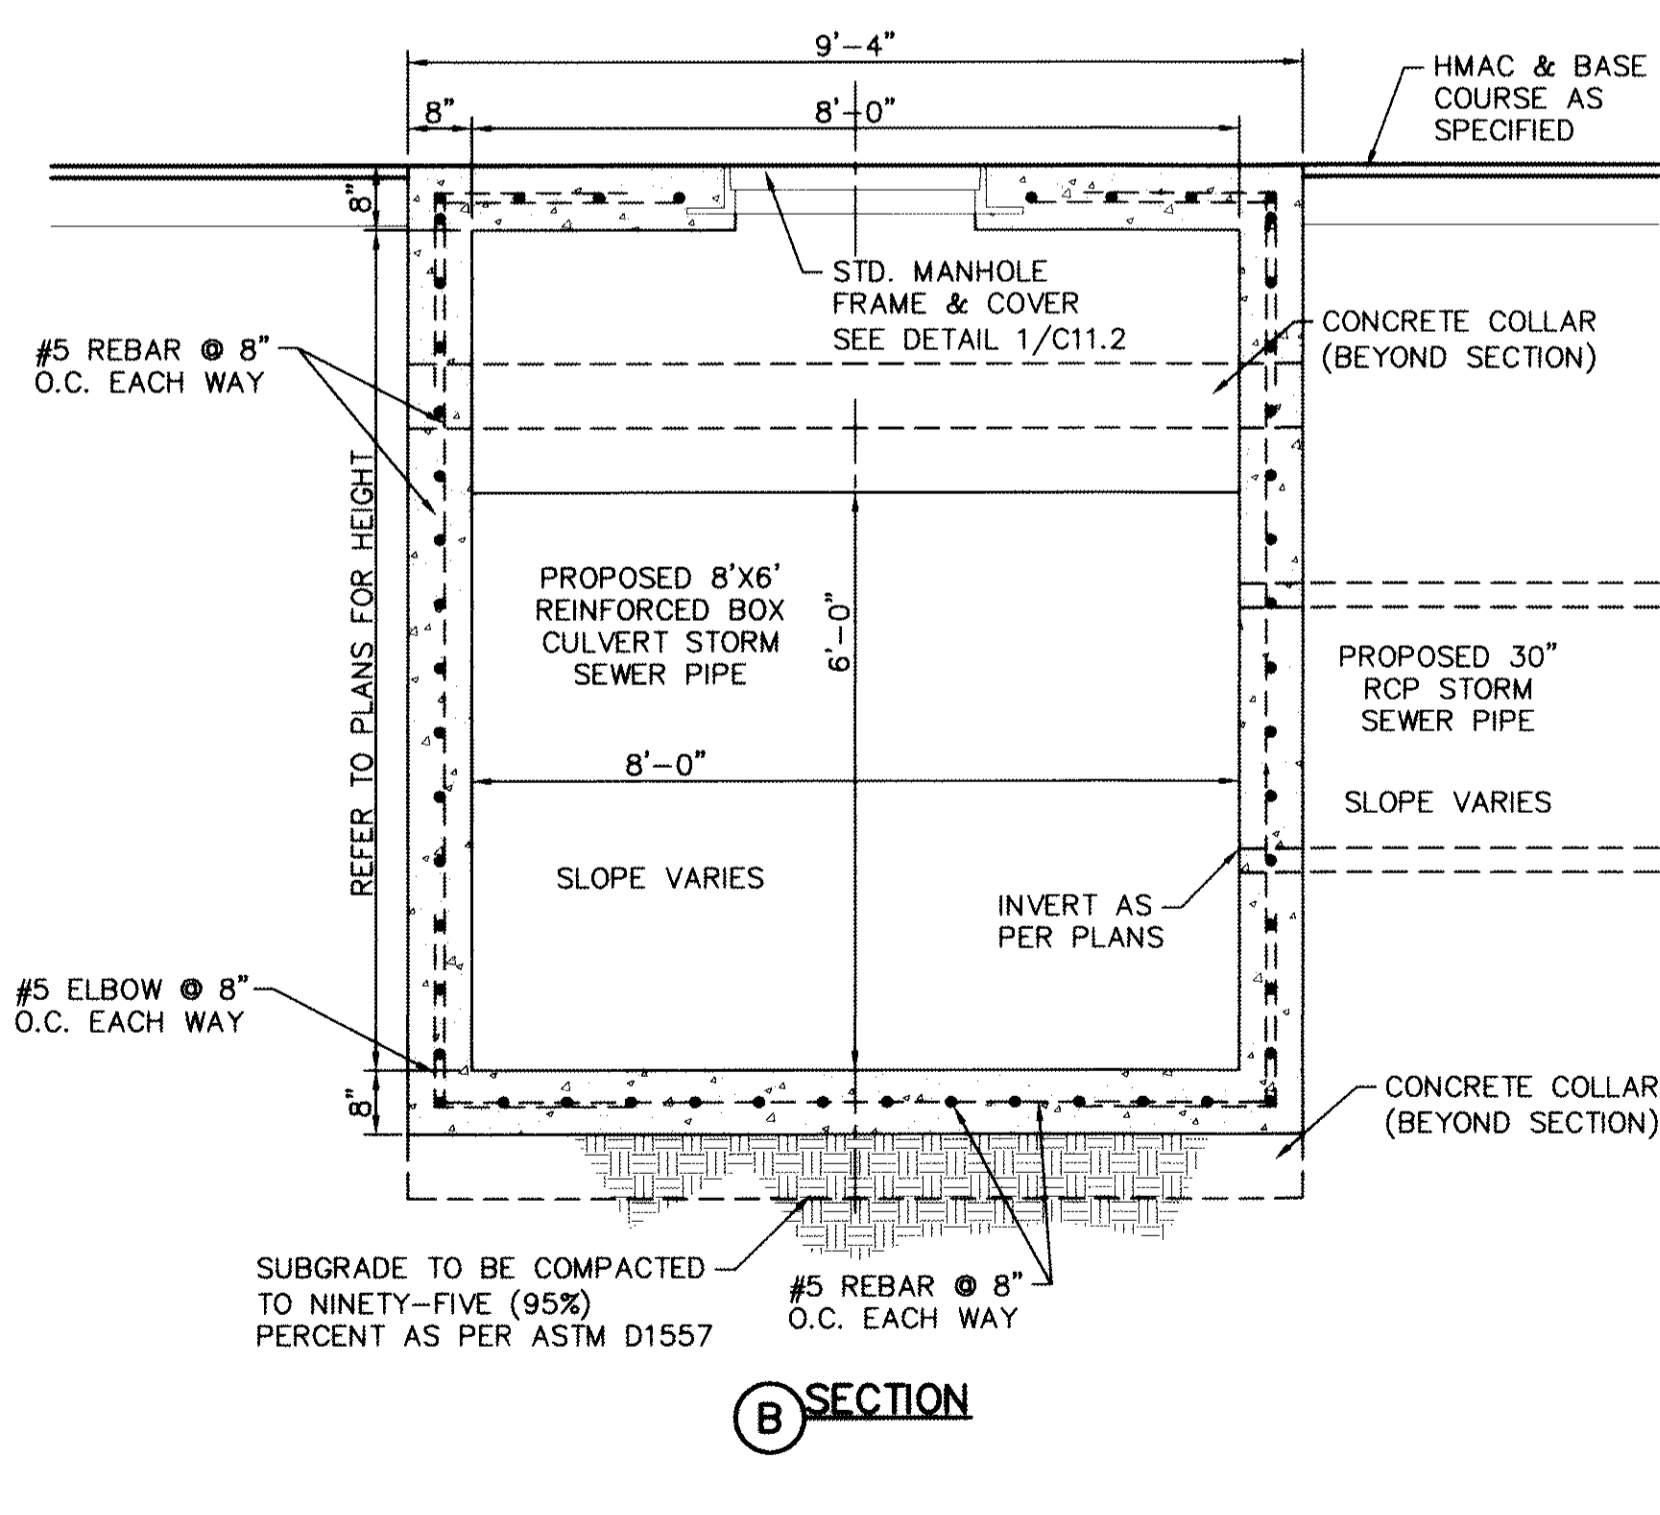 9'-4"
HMAC & BASE
COURSE AS
SPECIFIED
8"
8'-0"
8"
STD. MANHOLE
FRAME & COVER
SEE DETAIL 1/C11.2
CONCRETE COLLAR
(BEYOND SECTION)
#5 REBAR @ 8"
O.C. EACH WAY
REFER TO PLANS FOR HEIGHT
PROPOSED 8'X6'
REINFORCED BOX
CULVERT STORM
SEWER PIPE
6'-0"
PROPOSED 30"
RCP STORM
SEWER PIPE
8'-0"
SLOPE VARIES
SLOPE VARIES
INVERT AS
PER PLANS
#5 ELBOW @ 8"
O.C. EACH WAY
8"
CONCRETE COLLAR
(BEYOND SECTION)
SUBGRADE TO BE COMPACTED
TO NINETY-FIVE (95%)
PERCENT AS PER ASTM D1557
#5 REBAR @ 8"
O.C. EACH WAY
B SECTION